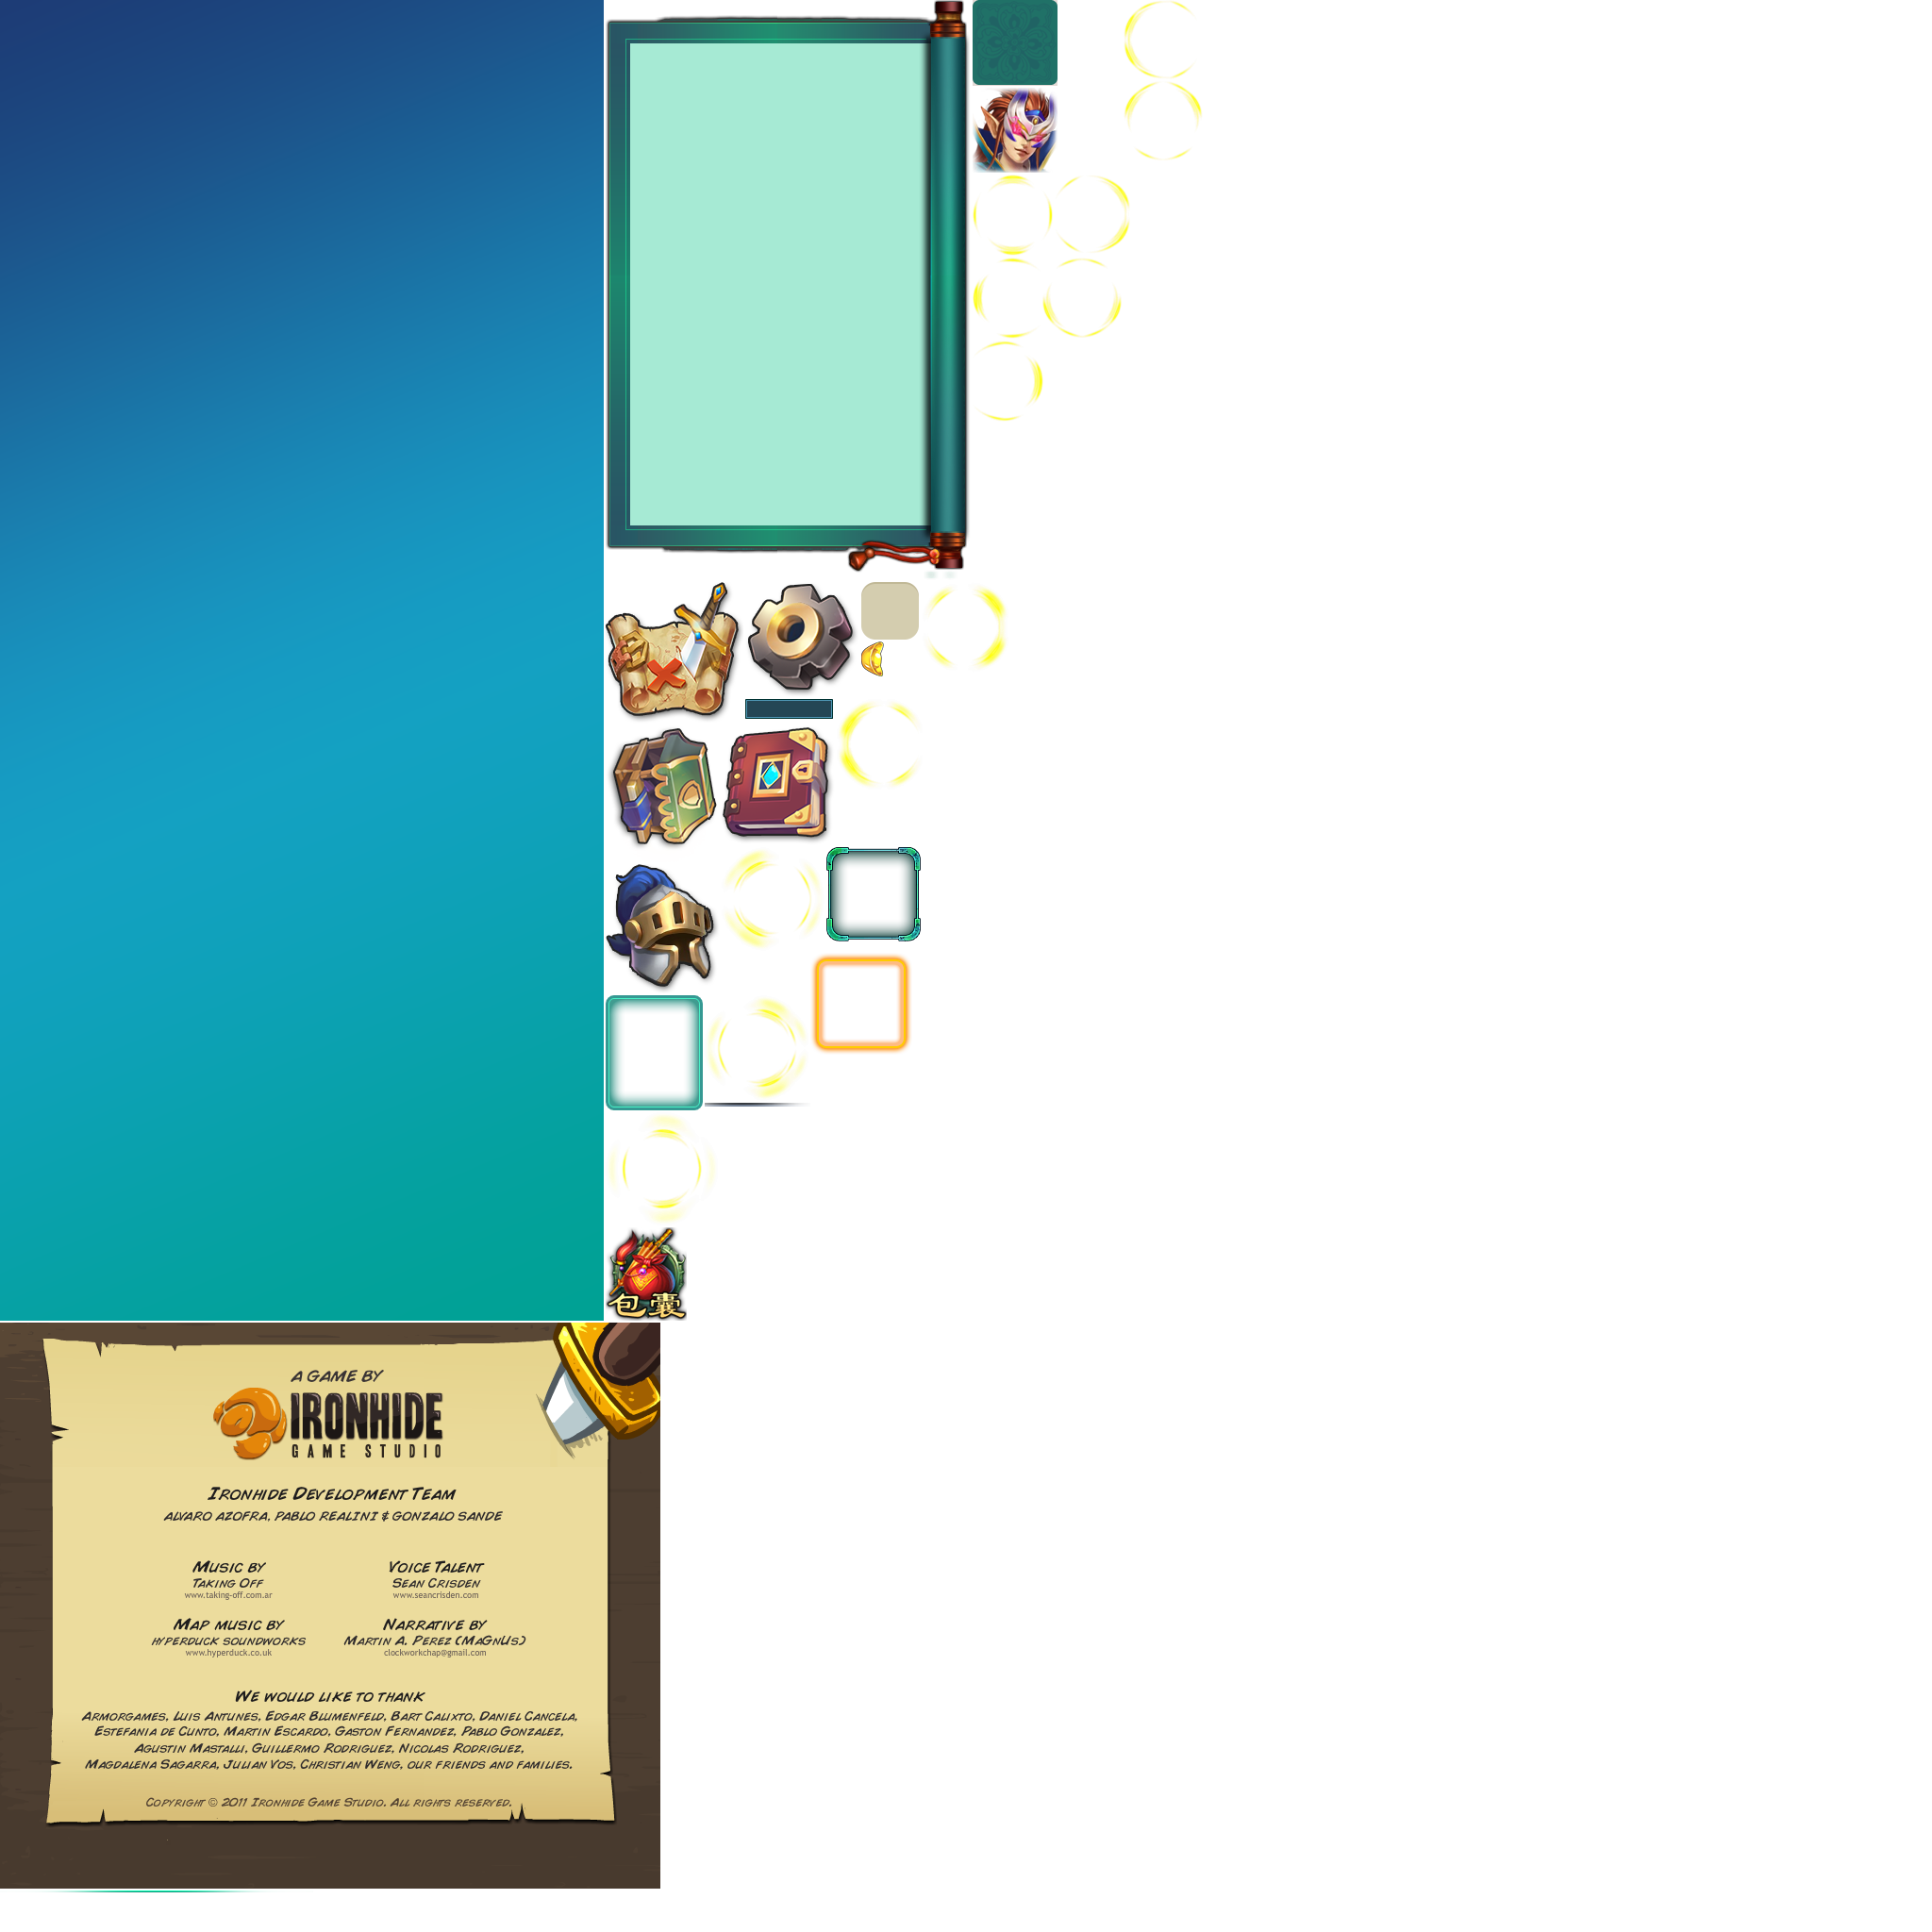 包囊
A GAME BY
IRONHIDE
GAME STUDIO
IRONHIDE DEVELOPMENT TEAM
ALVARO AZOFRA, PABLO REALINI & GONZALO SANDE
MUSIC BY
TAKING OFF
www.taking-off.com.ar
VOICE TALENT
SEAN CRISDEN
www.seancrisden.com
MAP MUSIC BY
HYPERDUCK SOUNDWORKS
www.hyperduck.co.uk
NARRATIVE BY
MARTIN A. PEREZ (MAGNUS)
clockworkchap@gmail.com
WE WOULD LIKE TO THANK
ARMORGAMES, LUIS ANTUNES, EDGAR BLUMENFELD, BART CALIXTO, DANIEL CANCELA,
ESTEFANIA DE CUNTO, MARTIN ESCARDO, GASTON FERNANDEZ, PABLO GONZALEZ,
AGUSTIN MASTALLI, GUILLERMO RODRIGUEZ, NICOLAS RODRIGUEZ,
MAGDALENA SAGARRA, JULIAN VOS, CHRISTIAN WENG, OUR FRIENDS AND FAMILIES.
COPYRIGHT © 2011 IRONHIDE GAME STUDIO. ALL RIGHTS RESERVED.